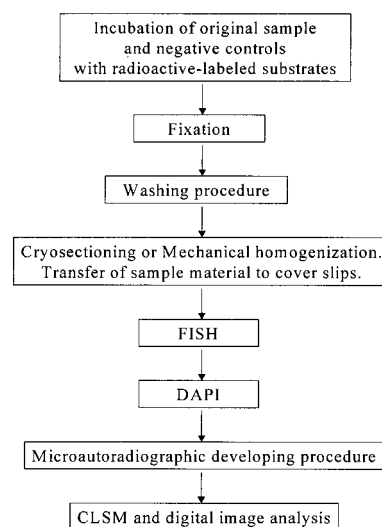 Incubation of original sample
and negative controls
with radioactive-labeled substrates
Fixation
Washing procedure
Cryosectioning or Mechanical homogenization.
Transfer of sample material to cover slips.
FISH
DAPI
Microautoradiographic developing procedure
CLSM and digital image analysis